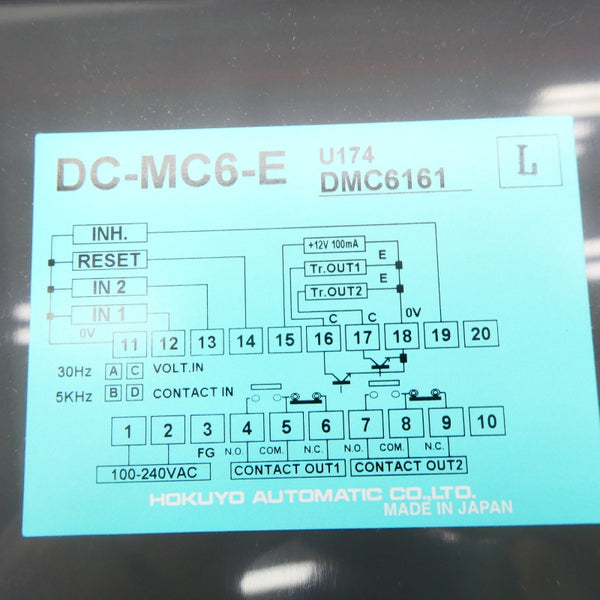 DC-MC6-E U174 DMC6161 L
INH.
RESET
IN 2
IN 1
0V
+12V 100mA
Tr.OUT1 E
Tr.OUT2 E
C C 0V
11 12 13 14 15 16 17 18 19 20
30Hz A C VOLT.IN
5KHz B D CONTACT IN
1 2 3 4 5 6 7 8 9 10
FG N.O. COM. N.C. N.O. COM. N.C.
100-240VAC CONTACT OUT1 CONTACT OUT2
HOKUYO AUTOMATIC CO.,LTD.
MADE IN JAPAN